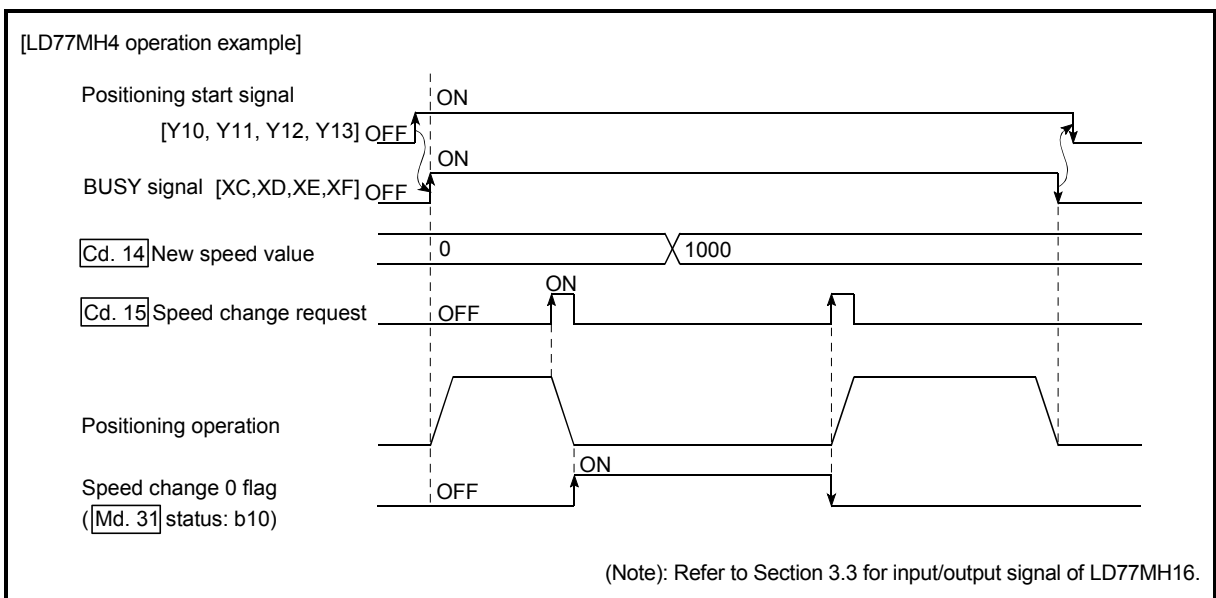 [LD77MH4 operation example]
Positioning start signal
[Y10, Y11, Y12, Y13] OFF
ON
BUSY signal [XC,XD,XE,XF] OFF
ON
Cd. 14 New speed value
0
1000
Cd. 15 Speed change request
OFF
ON
Positioning operation
Speed change 0 flag
( Md. 31 status: b10)
OFF
ON
(Note): Refer to Section 3.3 for input/output signal of LD77MH16.